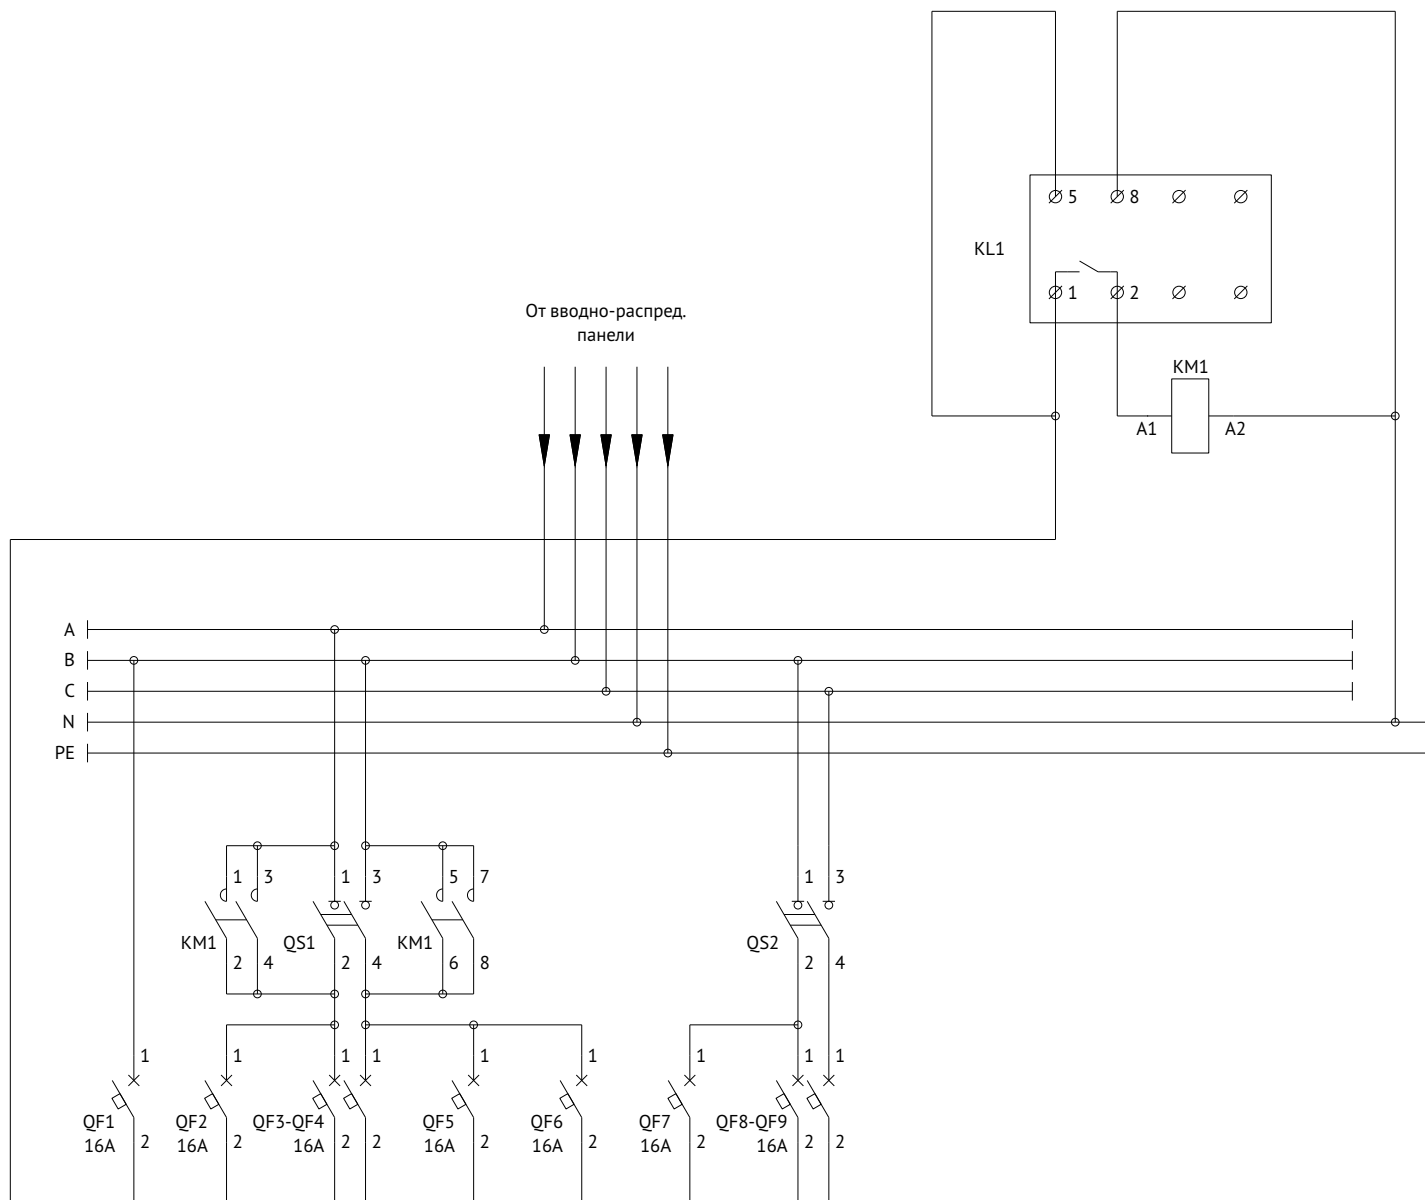 5 8
KL1
1 2
От вводно-распред.
панели
KM1
A1 A2
A
B
C
N
PE
1 3 1 3 5 7 1 3
KM1 QS1 KM1 QS2
2 4 2 4 6 8 2 4
1 1 1 1 1 1 1 1 1
QF1 QF2 QF3-QF4 QF5 QF6 QF7 QF8-QF9
16A 2 16A 2 16A 2 2 16A 2 16A 2 16A 2 16A 2 2